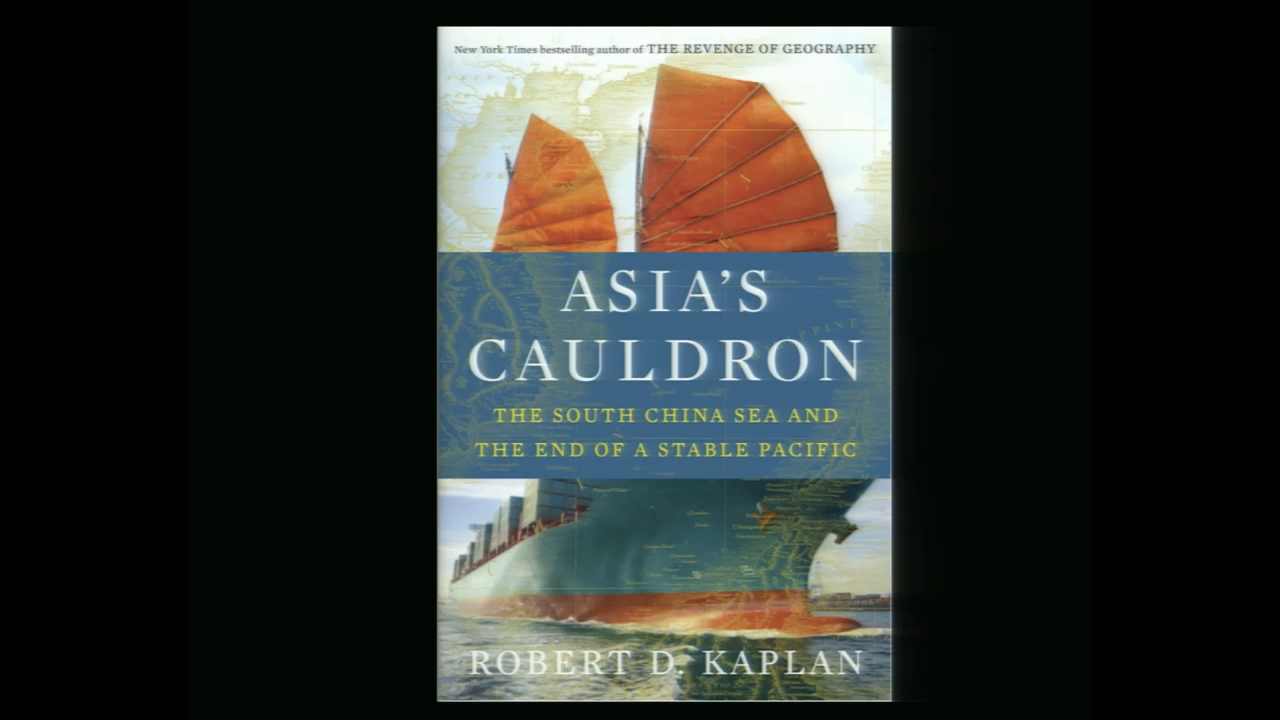 New York Times bestselling author of THE REVENGE OF GEOGRAPHY
ASIA'S
CAULDRON
THE SOUTH CHINA SEA AND
THE END OF A STABLE PACIFIC
ROBERT D. KAPLAN